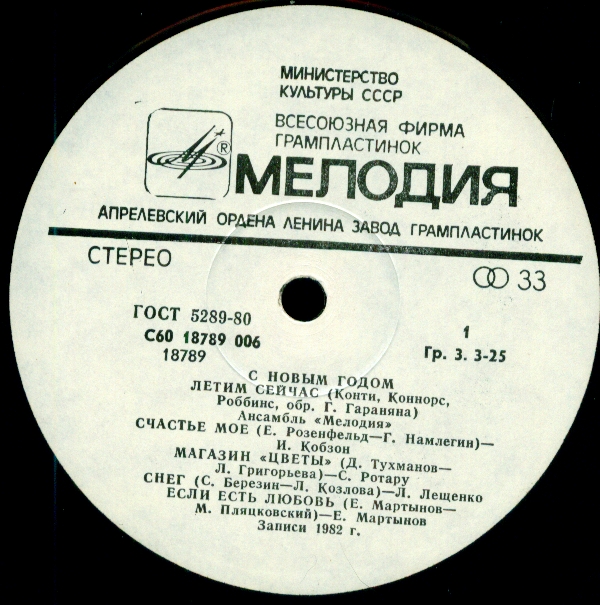 МИНИСТЕРСТВО
КУЛЬТУРЫ СССР
ВСЕСОЮЗНАЯ ФИРМА
ГРАМПЛАСТИНОК
®
МЕЛОДИЯ
АПРЕЛЕВСКИЙ ОРДЕНА ЛЕНИНА ЗАВОД ГРАМПЛАСТИНОК
СТЕРЕО
33
ГОСТ 5289-80
С60 18789 006
18789
1
Гр. 3. 3-25
С НОВЫМ ГОДОМ
ЛЕТИМ СЕЙЧАС (Конти, Коннорс,
Роббинс, обр. Г. Гараняна)
Ансамбль «Мелодия»
СЧАСТЬЕ МОЕ (Е. Розенфельд—Г. Намлегин)—
И. Кобзон
МАГАЗИН «ЦВЕТЫ» (Д. Тухманов—
Л. Григорьева)—С. Ротару
СНЕГ (С. Березин—Л. Козлова)—Л. Лещенко
ЕСЛИ ЕСТЬ ЛЮБОВЬ (Е. Мартынов—
М. Пляцковский)—Е. Мартынов
Записи 1982 г.